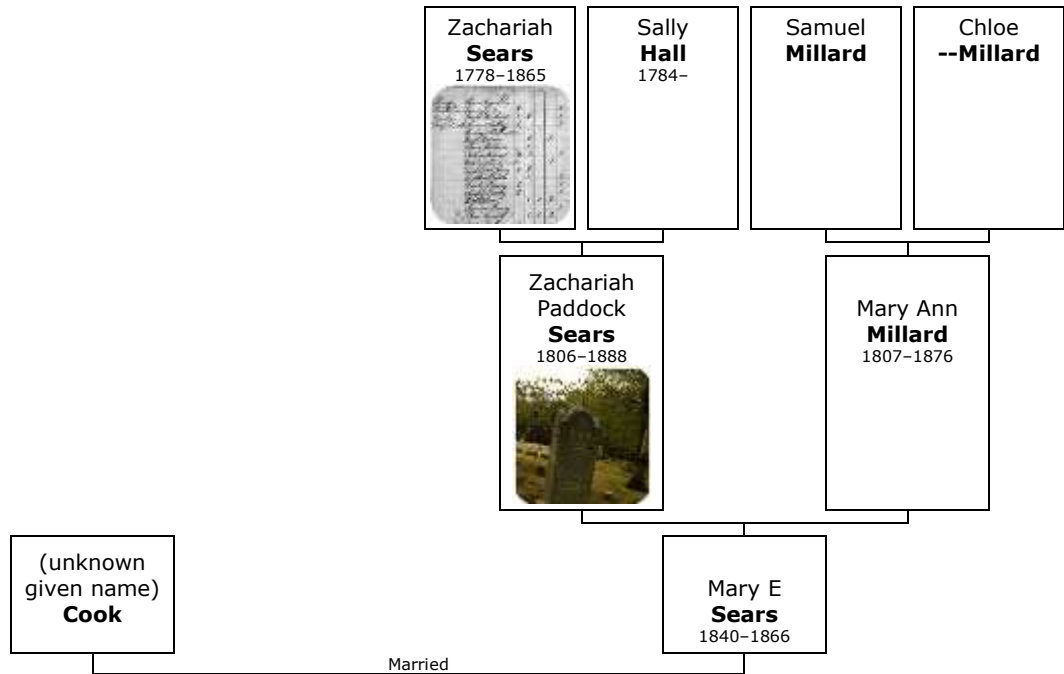 Zachariah
Sears
1778–1865
Sally
Hall
1784–
Samuel
Millard
Chloe
--Millard
Zachariah
Paddock
Sears
1806–1888
Mary Ann
Millard
1807–1876
(unknown
given name)
Cook
Mary E
Sears
1840–1866
Married